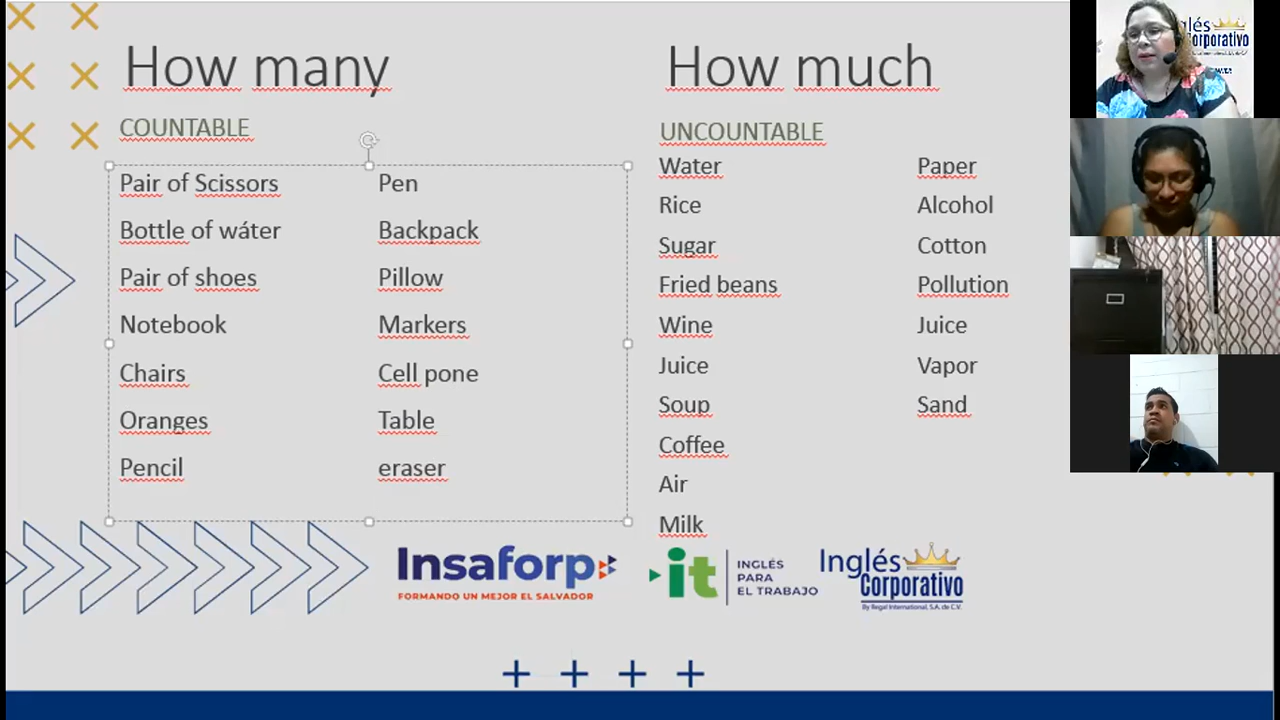 How many
COUNTABLE
Pair of Scissors
Bottle of wáter
Pair of shoes
Notebook
Chairs
Oranges
Pencil
Pen
Backpack
Pillow
Markers
Cell pone
Table
eraser
How much
UNCOUNTABLE
Water
Rice
Sugar
Fried beans
Wine
Juice
Soup
Coffee
Air
Milk
Paper
Alcohol
Cotton
Pollution
Juice
Vapor
Sand
Insaforp
FORMANDO UN MEJOR EL SALVADOR
it
INGLÉS
PARA
EL TRABAJO
Inglés
Corporativo
By Regal International, S.A. de C.V.